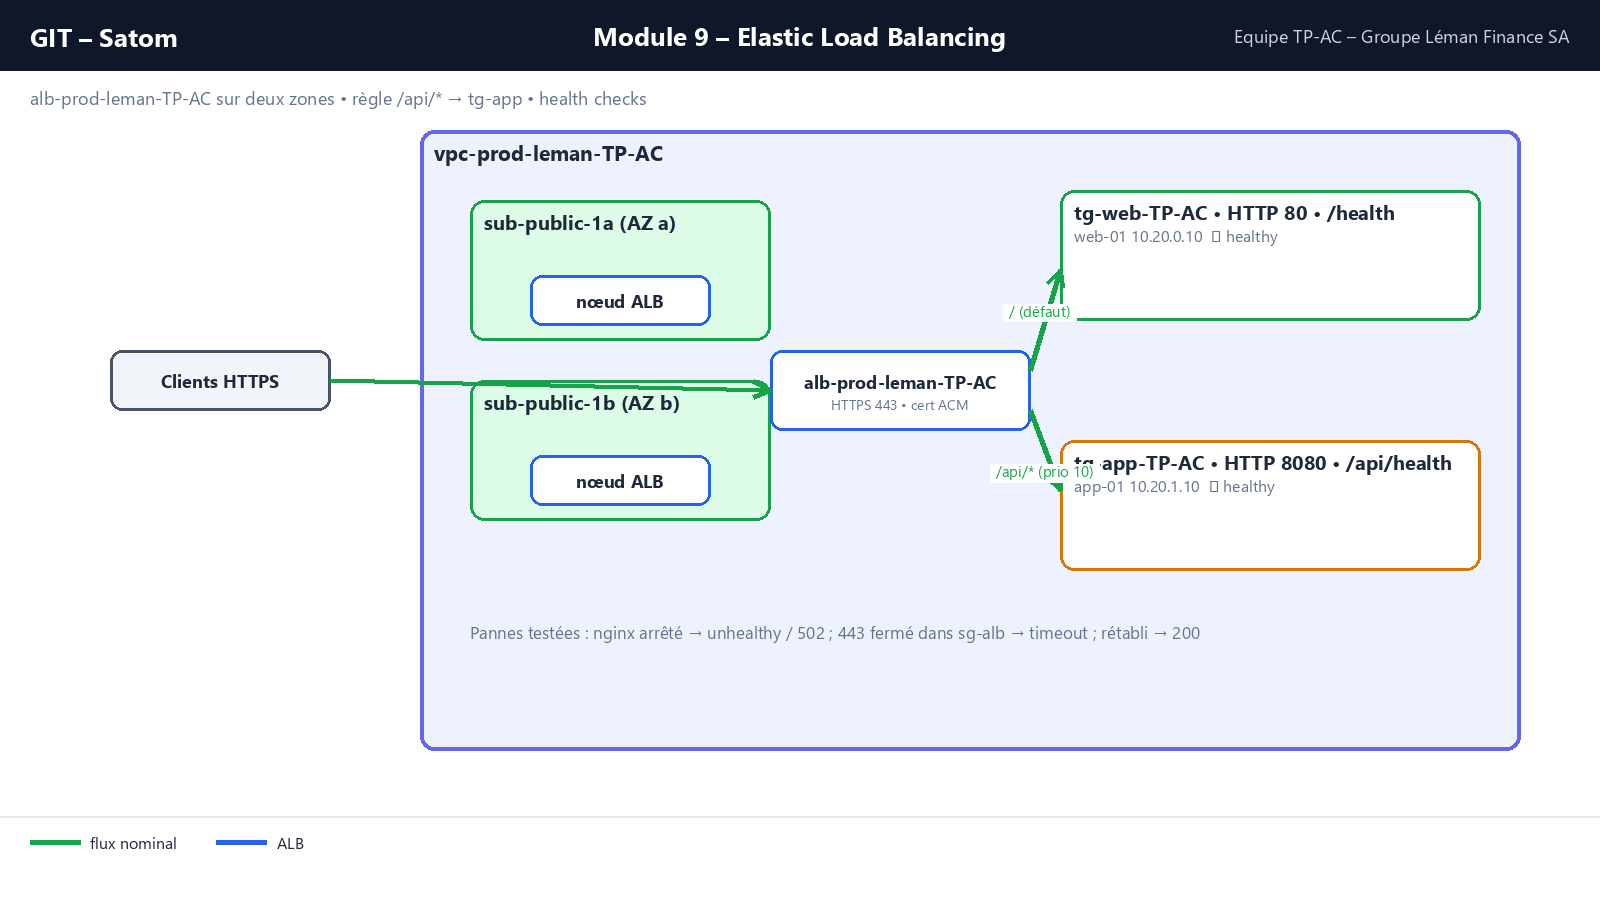 GIT – Satom
Module 9 – Elastic Load Balancing
Equipe TP-AC – Groupe Léman Finance SA
alb-prod-leman-TP-AC sur deux zones • règle /api/* → tg-app • health checks
vpc-prod-leman-TP-AC
sub-public-1a (AZ a)
nœud ALB
tg-web-TP-AC • HTTP 80 • /health
web-01 10.20.0.10 healthy
/ (défaut)
Clients HTTPS
sub-public-1b (AZ b)
nœud ALB
alb-prod-leman-TP-AC
HTTPS 443 • cert ACM
/api/* (prio 10)
tg-app-TP-AC • HTTP 8080 • /api/health
app-01 10.20.1.10 healthy
Pannes testées : nginx arrêté → unhealthy / 502 ; 443 fermé dans sg-alb → timeout ; rétabli → 200
flux nominal
ALB